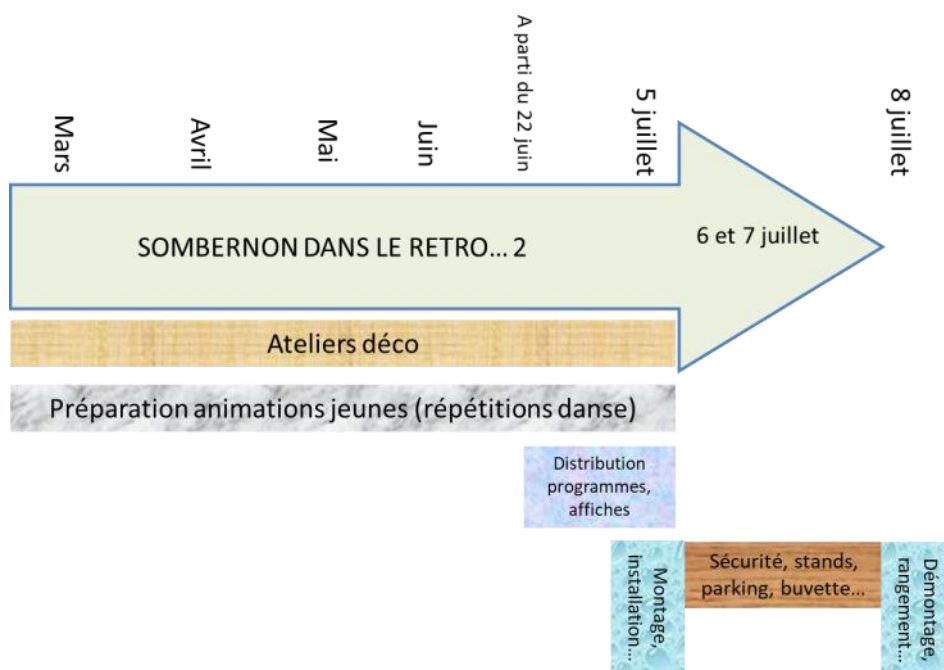 Mars
Avril
Mai
Juin
A parti du 22 juin
5 juillet
8 juillet
SOMBERNON DANS LE RETRO... 2
6 et 7 juillet
Ateliers déco
Préparation animations jeunes (répétitions danse)
Distribution
programmes,
affiches
Montage,
installation...
Sécurité, stands,
parking, buvette...
Démontage,
rangement...